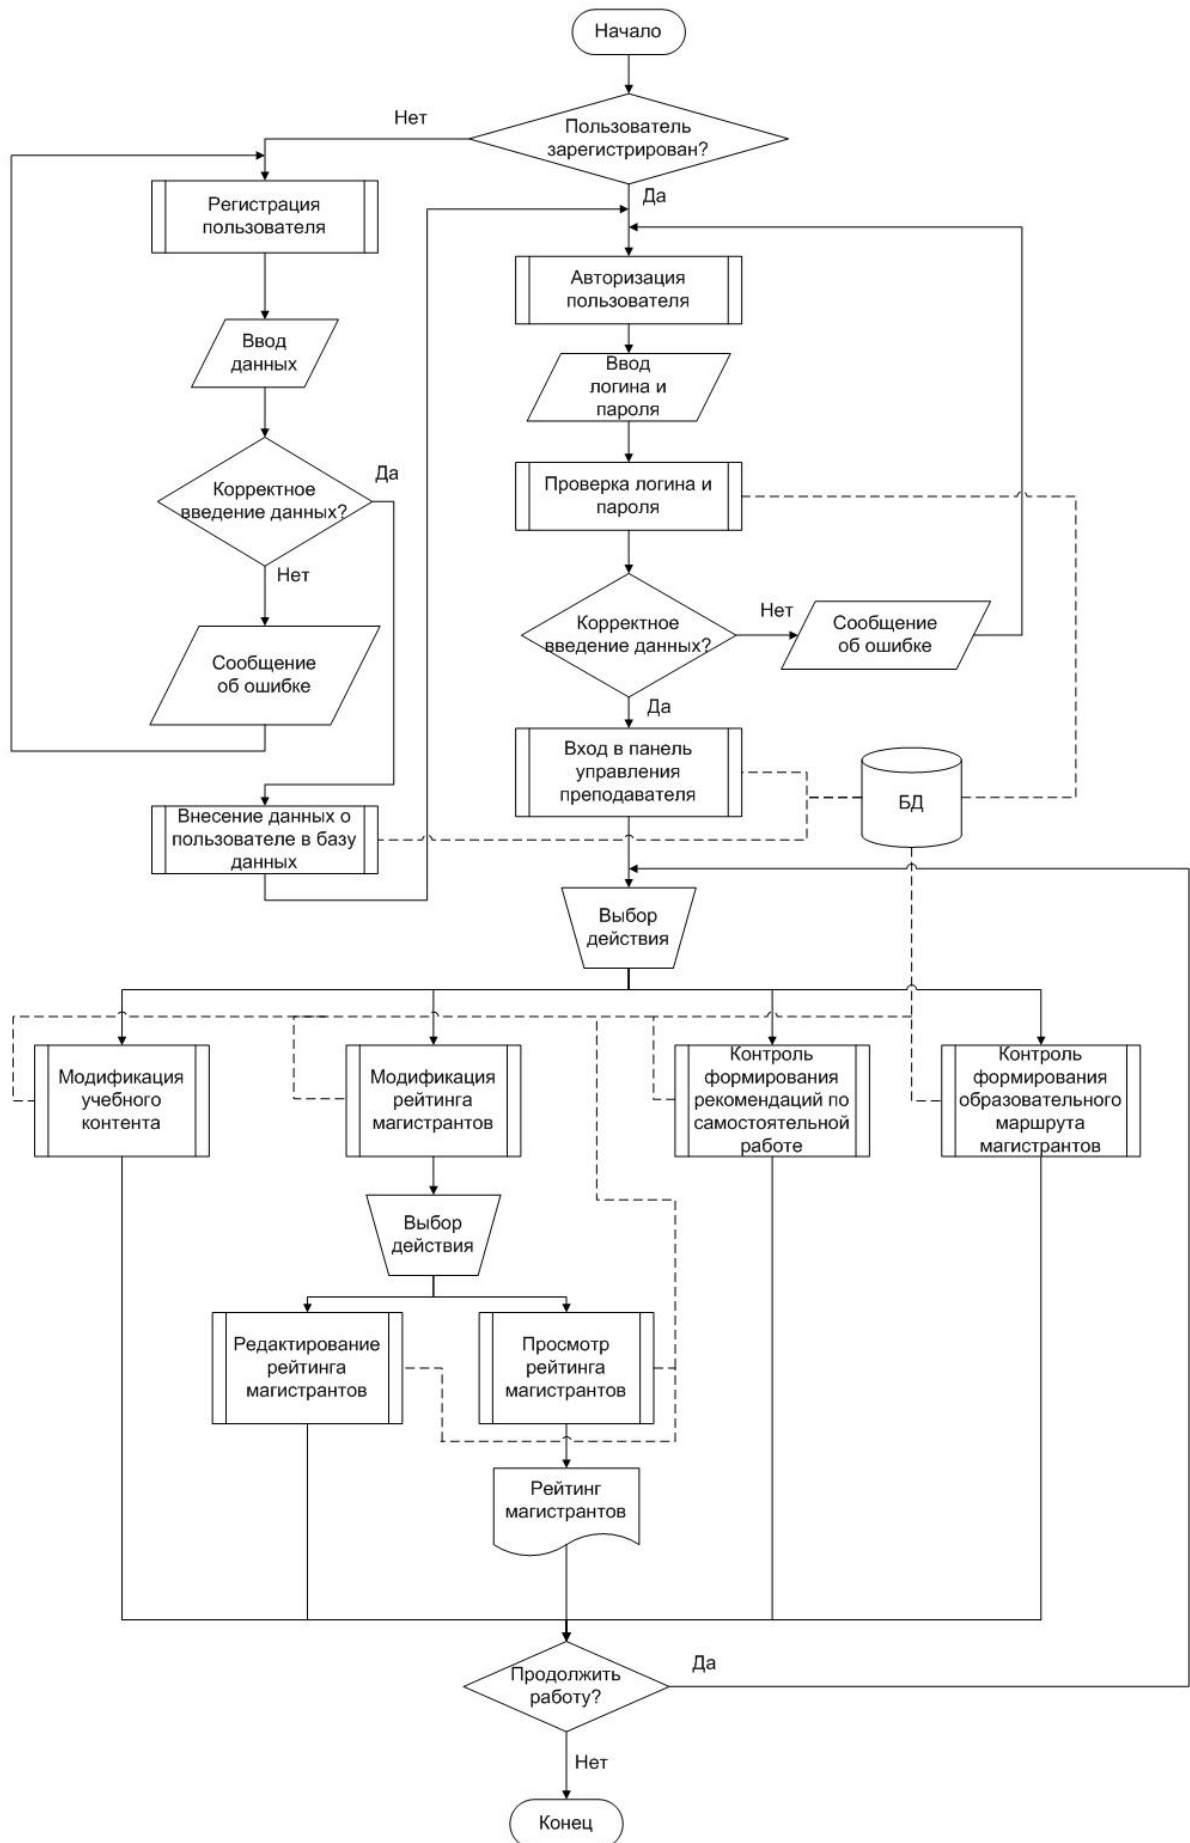 Начало
Нет
Пользователь
зарегистрирован?
Да
Регистрация
пользователя
Авторизация
пользователя
Ввод
данных
Ввод
логина и
пароля
Да
Корректное
введение данных?
Проверка логина и
пароля
Нет
Корректное
введение данных?
Нет
Сообщение
об ошибке
Сообщение
об ошибке
Да
Вход в панель
управления
преподавателя
БД
Внесение данных о
пользователе в базу
данных
Выбор
действия
Модификация
учебного
контента
Модификация
рейтинга
магистрантов
Контроль
формирования
рекомендаций по
самостоятельной
работе
Контроль
формирования
образовательного
маршрута
магистрантов
Выбор
действия
Редактирование
рейтинга
магистрантов
Просмотр
рейтинга
магистрантов
Рейтинг
магистрантов
Продолжить
работу?
Да
Нет
Конец